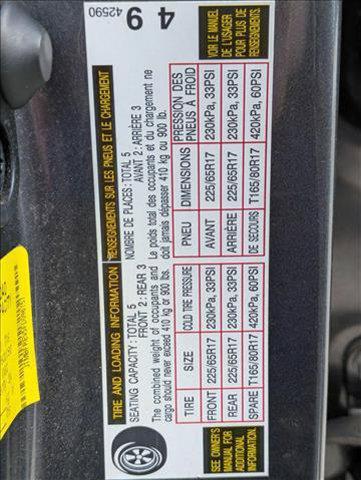 TIRE AND LOADING INFORMATION
SEATING CAPACITY: TOTAL 5
FRONT 2: REAR 3
The combined weight of occupants and
cargo should never exceed 410 kg or 900 lbs.
TIRE SIZE COLD TIRE PRESSURE
FRONT 225/65R17 230kPa, 33PSI
REAR 225/65R17 230kPa, 33PSI
SPARE T165/80R17 420kPa, 60PSI
SEE OWNER'S
MANUAL FOR
ADDITIONAL
INFORMATION
RENSEIGNEMENTS SUR LES PNEUS ET LE CHARGEMENT
NOMBRE DE PLACES: TOTAL 5
AVANT 2: ARRIÈRE 3
Le poids total des occupants et du chargement ne
doit jamais dépasser 410 kg ou 900 lb.
PNEU DIMENSIONS PRESSION DES
PNEUS À FROID
AVANT 225/65R17 230kPa, 33PSI
ARRIÈRE 225/65R17 230kPa, 33PSI
DE SECOURS T165/80R17 420kPa, 60PSI
VOIR LE MANUEL
DE L'USAGER
POUR PLUS DE
RENSEIGNEMENTS.
4 9
42590